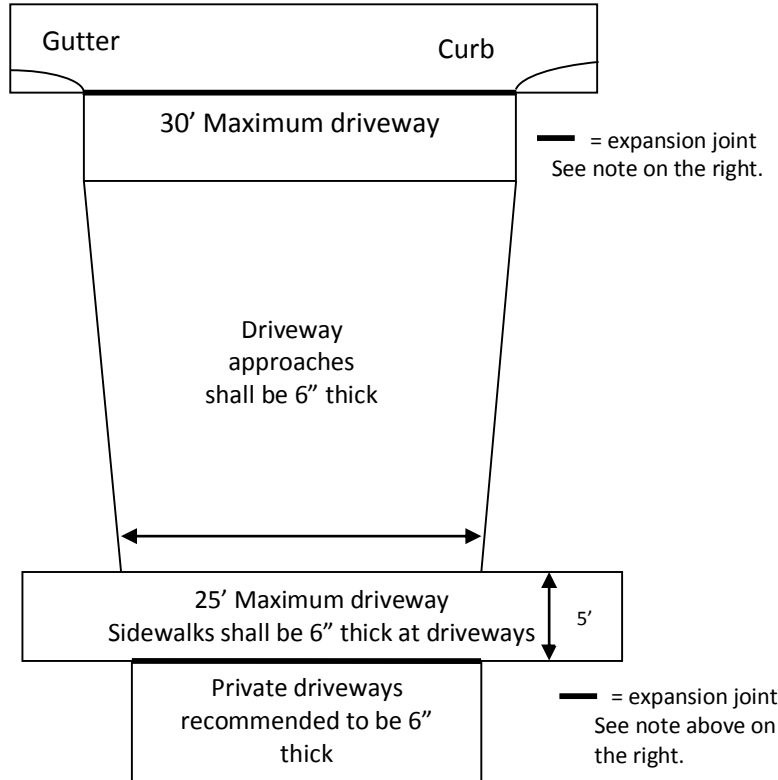 Gutter
Curb
30’ Maximum driveway
= expansion joint
See note on the right.
Driveway
approaches
shall be 6” thick
25’ Maximum driveway
Sidewalks shall be 6” thick at driveways
5’
Private driveways
recommended to be 6”
thick
= expansion joint
See note above on
the right.